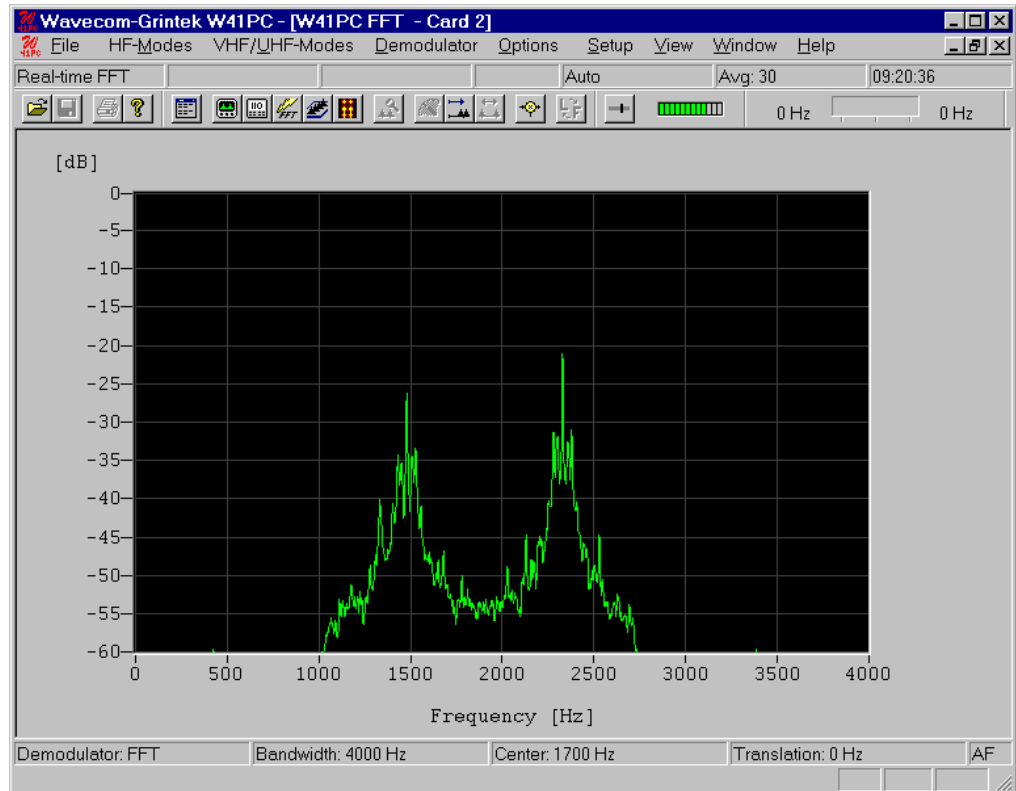 Wavecom-Grintek W41PC - [W41PC FFT - Card 2]
File HF-Modes VHF/UHF-Modes Demodulator Options Setup View Window Help
Real-time FFT Auto Avg: 30 09:20:36
0 Hz 0 Hz
[dB]
0
-5
-10
-15
-20
-25
-30
-35
-40
-45
-50
-55
-60
0 500 1000 1500 2000 2500 3000 3500 4000
Frequency [Hz]
Demodulator: FFT Bandwidth: 4000 Hz Center: 1700 Hz Translation: 0 Hz AF